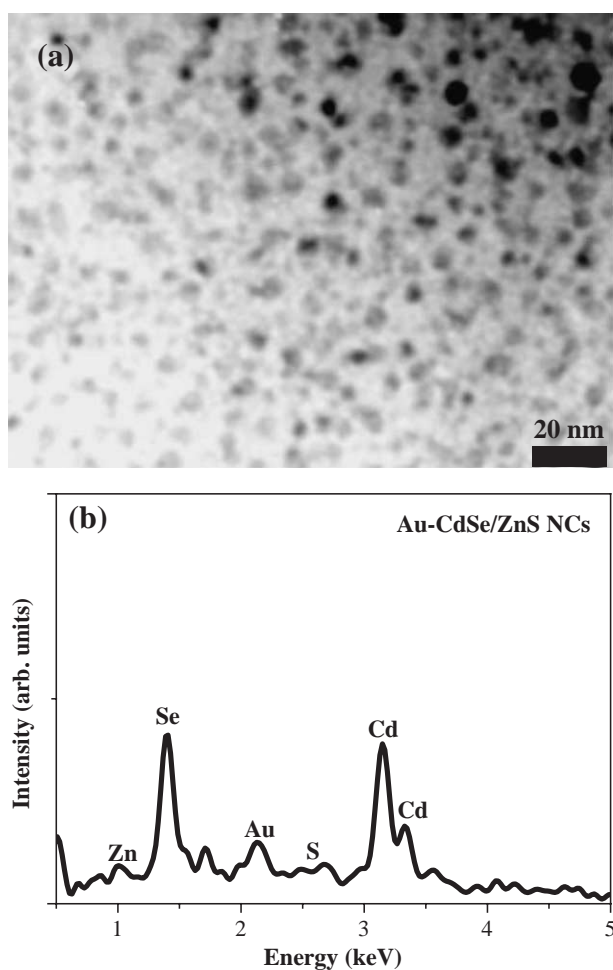 (a)
20 nm
(b)
Au-CdSe/ZnS NCs
Intensity (arb. units)
Se
Cd
Cd
Au
Zn
S
1 2 3 4 5
Energy (keV)